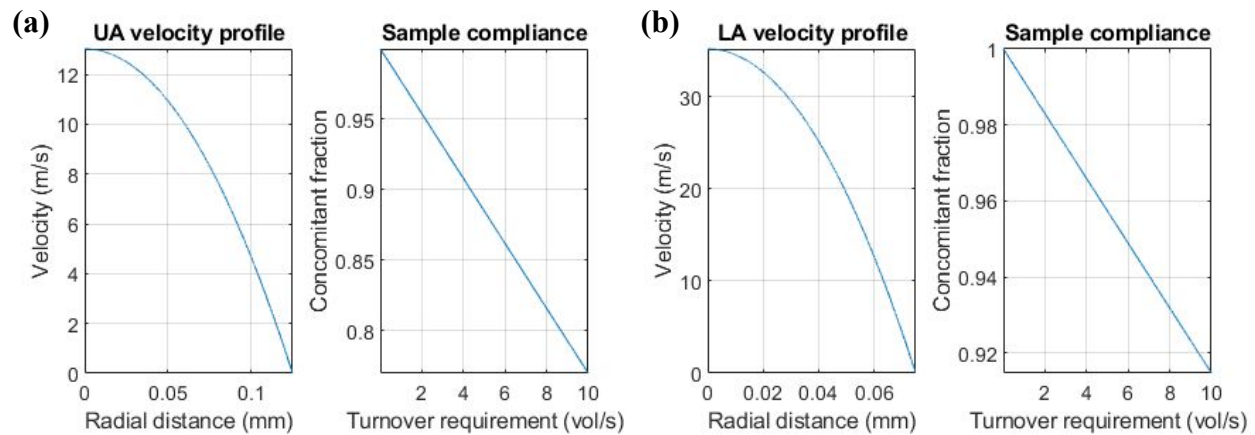 (a)
UA velocity profile
Velocity (m/s)
12
10
8
6
4
2
0
0
0.05
0.1
Radial distance (mm)
Sample compliance
Concomitant fraction
0.95
0.9
0.85
0.8
2
4
6
8
10
Turnover requirement (vol/s)
(b)
LA velocity profile
Velocity (m/s)
30
20
10
0
0
0.02
0.04
0.06
Radial distance (mm)
Sample compliance
Concomitant fraction
1
0.98
0.96
0.94
0.92
2
4
6
8
10
Turnover requirement (vol/s)